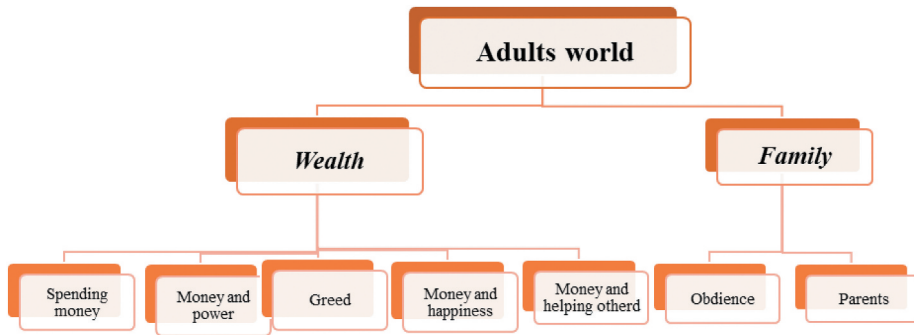 Adults world
Wealth
Family
Spending
money
Money and
power
Greed
Money and
happiness
Money and
helping otherd
Obdience
Parents